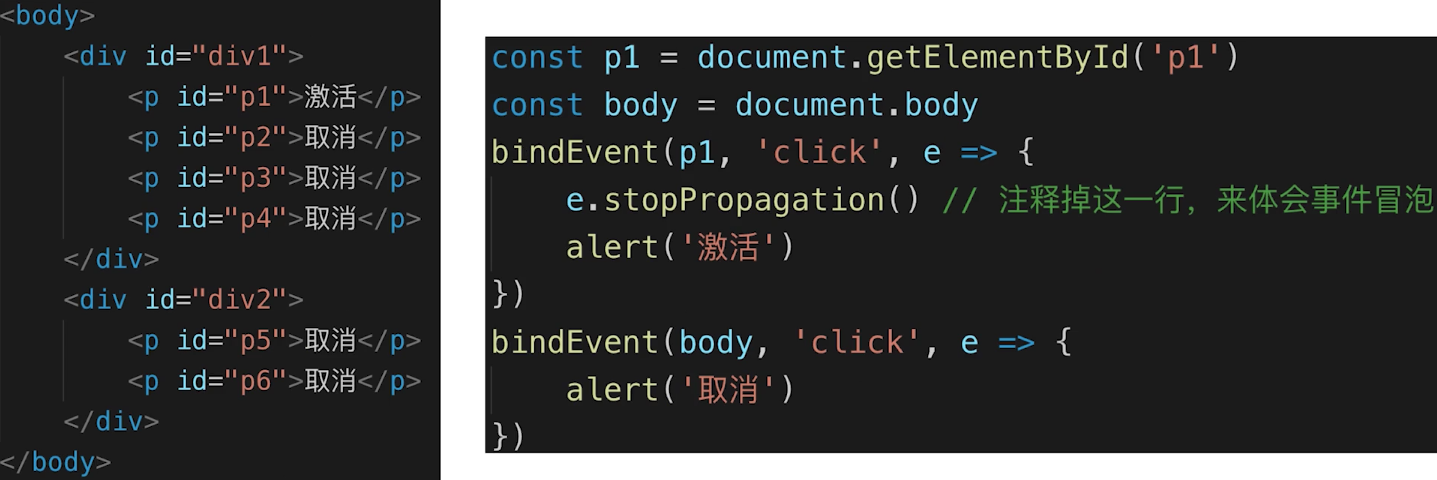 <body>
    <div id="div1">
        <p id="p1">激活</p>
        <p id="p2">取消</p>
        <p id="p3">取消</p>
        <p id="p4">取消</p>
    </div>
    <div id="div2">
        <p id="p5">取消</p>
        <p id="p6">取消</p>
    </div>
</body>
const p1 = document.getElementById('p1')
const body = document.body
bindEvent(p1, 'click', e => {
    e.stopPropagation() // 注释掉这一行，来体会事件冒泡
    alert('激活')
})
bindEvent(body, 'click', e => {
    alert('取消')
})